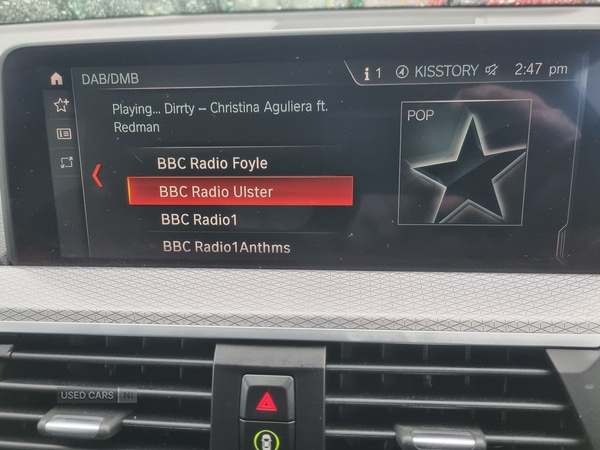 DAB/DMB
i 1 KISSTORY 2:47 pm
Playing... Dirrty -- Christina Aguliera ft.
Redman
POP
BBC Radio Foyle
BBC Radio Ulster
BBC Radio1
BBC Radio1Anthms
USED CARS NI